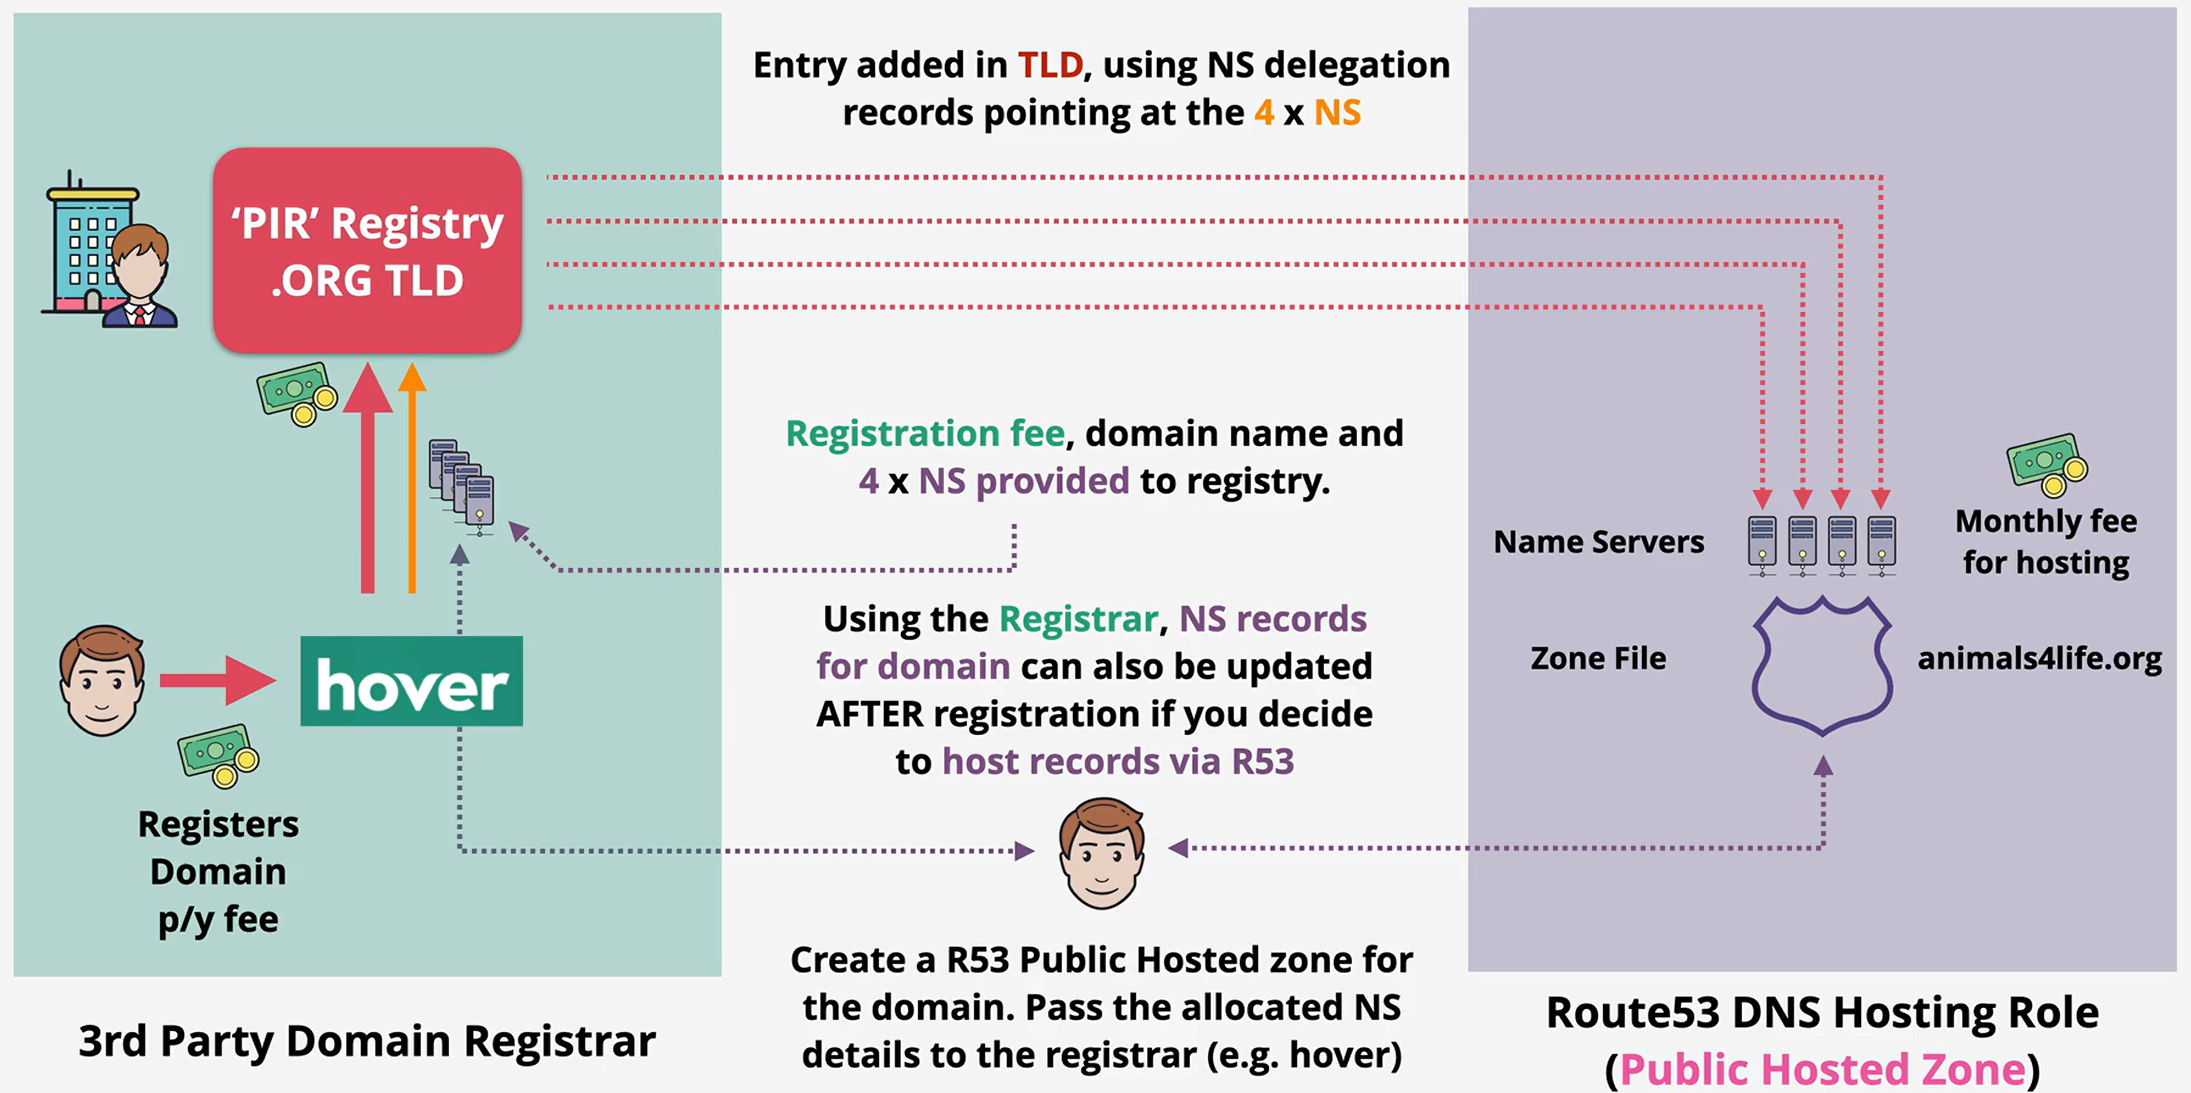 Entry added in TLD, using NS delegation
records pointing at the 4 x NS
‘PIR’ Registry
.ORG TLD
Registration fee, domain name and
4 x NS provided to registry.
Name Servers
Monthly fee
for hosting
Using the Registrar, NS records
for domain can also be updated
AFTER registration if you decide
to host records via R53
Zone File
animals4life.org
hover
Registers
Domain
p/y fee
Create a R53 Public Hosted zone for
the domain. Pass the allocated NS
details to the registrar (e.g. hover)
3rd Party Domain Registrar
Route53 DNS Hosting Role
(Public Hosted Zone)